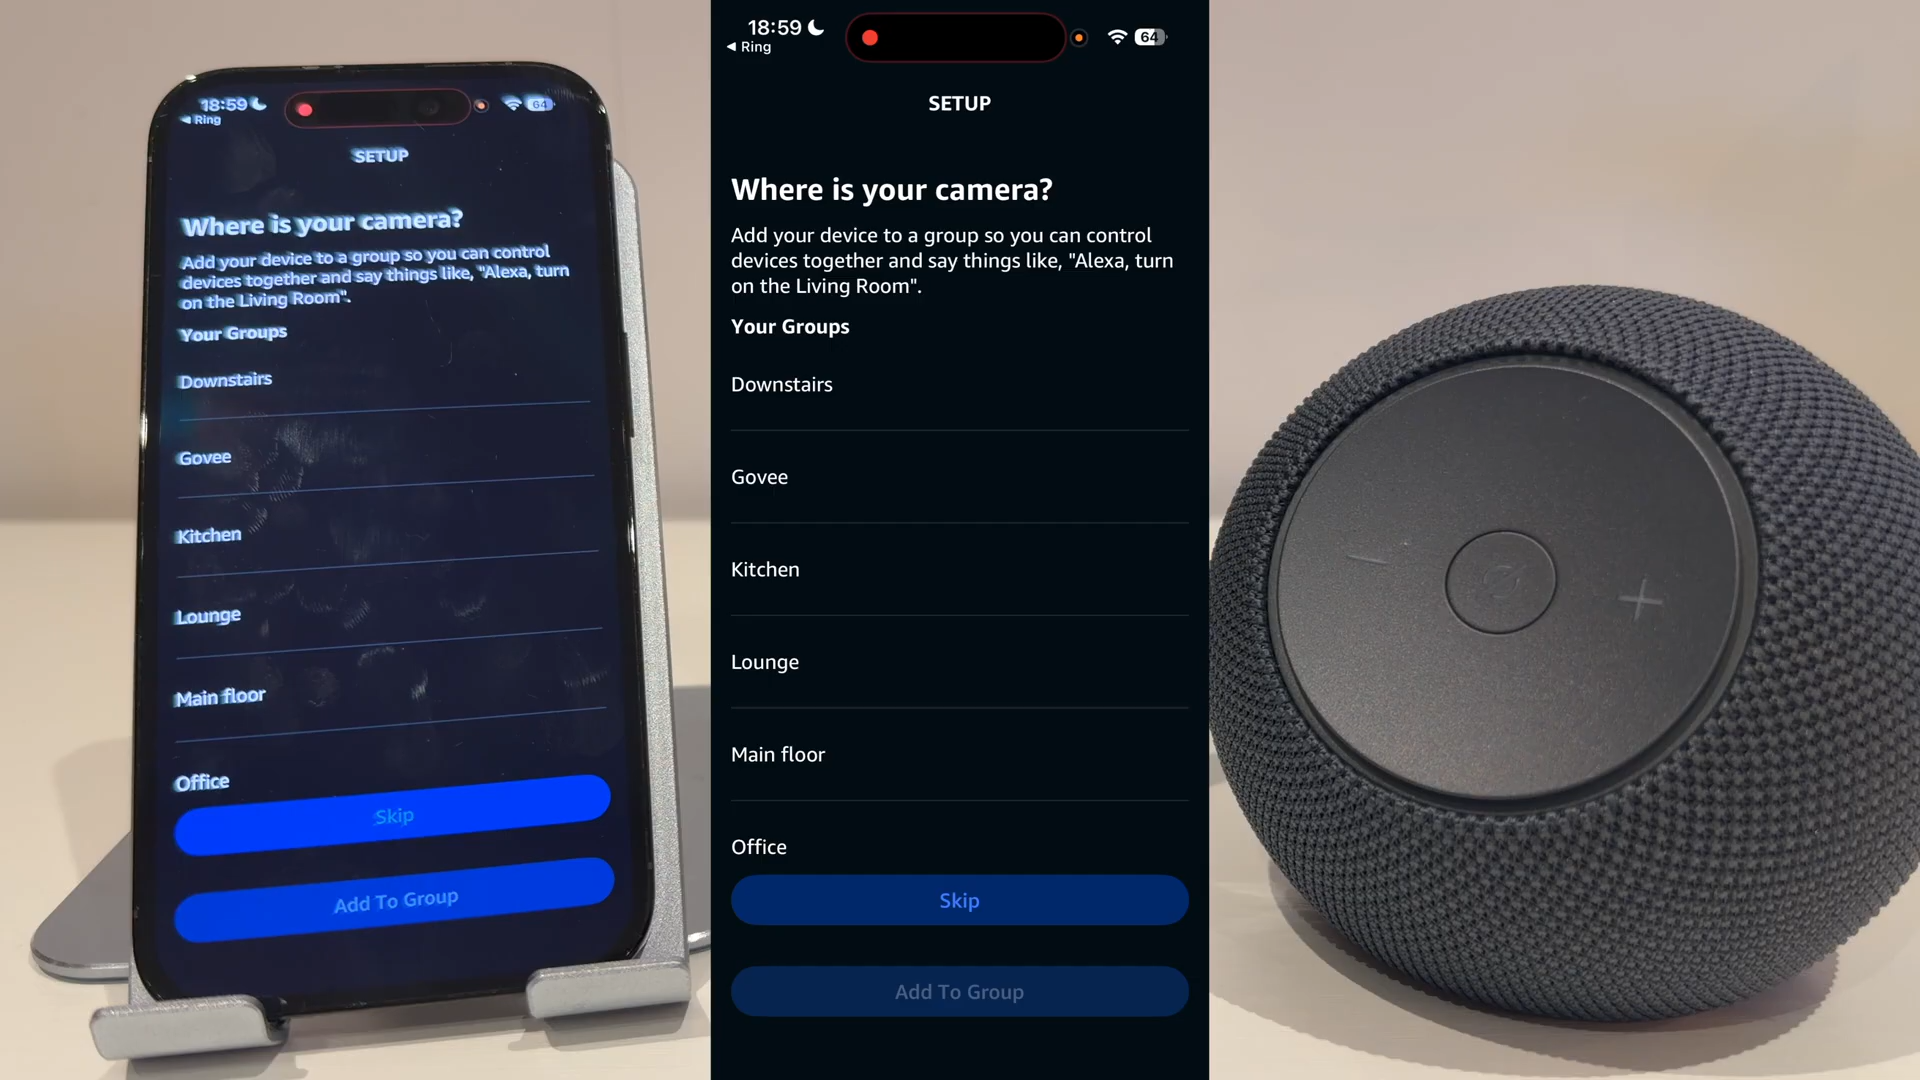 18:59
64
Ring
SETUP
Where is your camera?
Add your device to a group so you can control
devices together and say things like, "Alexa, turn
on the Living Room".
Your Groups
Downstairs
Govee
Kitchen
Lounge
Main floor
Office
Skip
Add To Group
18:59
64
Ring
SETUP
Where is your camera?
Add your device to a group so you can control
devices together and say things like, "Alexa, turn
on the Living Room".
Your Groups
Downstairs
Govee
Kitchen
Lounge
Main floor
Office
Skip
Add To Group